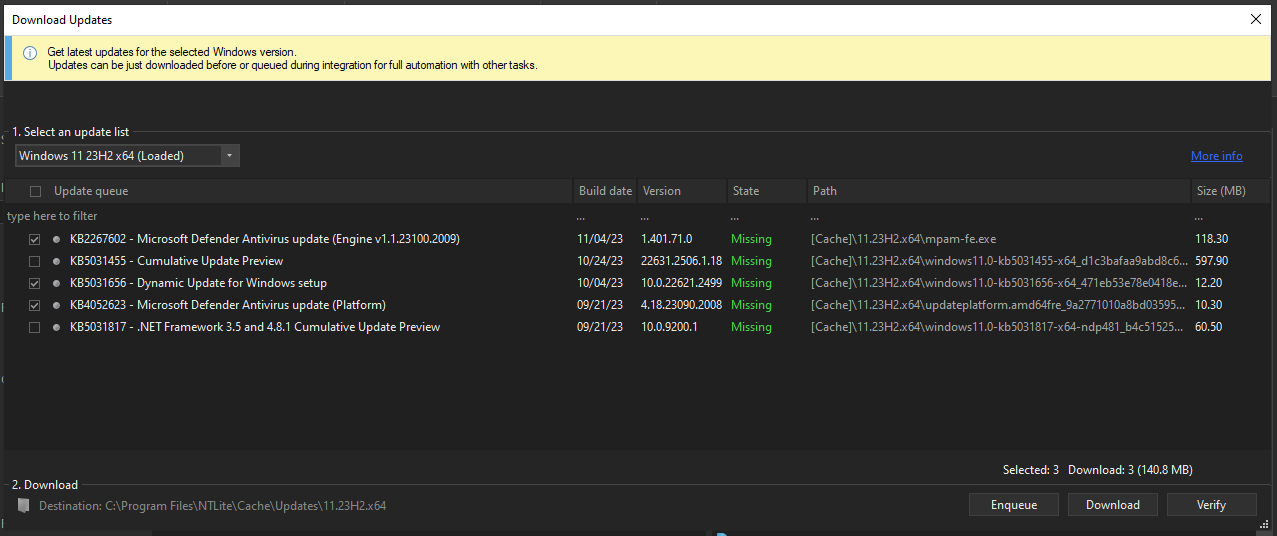 Download Updates
Get latest updates for the selected Windows version.
Updates can be just downloaded before or queued during integration for full automation with other tasks.
1. Select an update list
Windows 11 23H2 x64 (Loaded)
More info
Update queue Build date Version State Path Size (MB)
type here to filter ... ... ... ... ...
KB2267602 - Microsoft Defender Antivirus update (Engine v1.1.23100.2009) 11/04/23 1.401.71.0 Missing [Cache]\11.23H2.x64\mpam-fe.exe 118.30
KB5031455 - Cumulative Update Preview 10/24/23 22631.2506.1.18 Missing [Cache]\11.23H2.x64\windows11.0-kb5031455-x64_d1c3bafaa9abd8c6... 597.90
KB5031656 - Dynamic Update for Windows setup 10/04/23 10.0.22621.2499 Missing [Cache]\11.23H2.x64\windows11.0-kb5031656-x64_471eb53e78e0418e... 12.20
KB4052623 - Microsoft Defender Antivirus update (Platform) 09/21/23 4.18.23090.2008 Missing [Cache]\11.23H2.x64\updateplatform.amd64fre_9a2771010a8bd03595... 10.30
KB5031817 - .NET Framework 3.5 and 4.8.1 Cumulative Update Preview 09/21/23 10.0.9200.1 Missing [Cache]\11.23H2.x64\windows11.0-kb5031817-x64-ndp481_b4c51525... 60.50
Selected: 3 Download: 3 (140.8 MB)
2. Download
Destination: C:\Program Files\NTLite\Cache\Updates\11.23H2.x64
Enqueue Download Verify